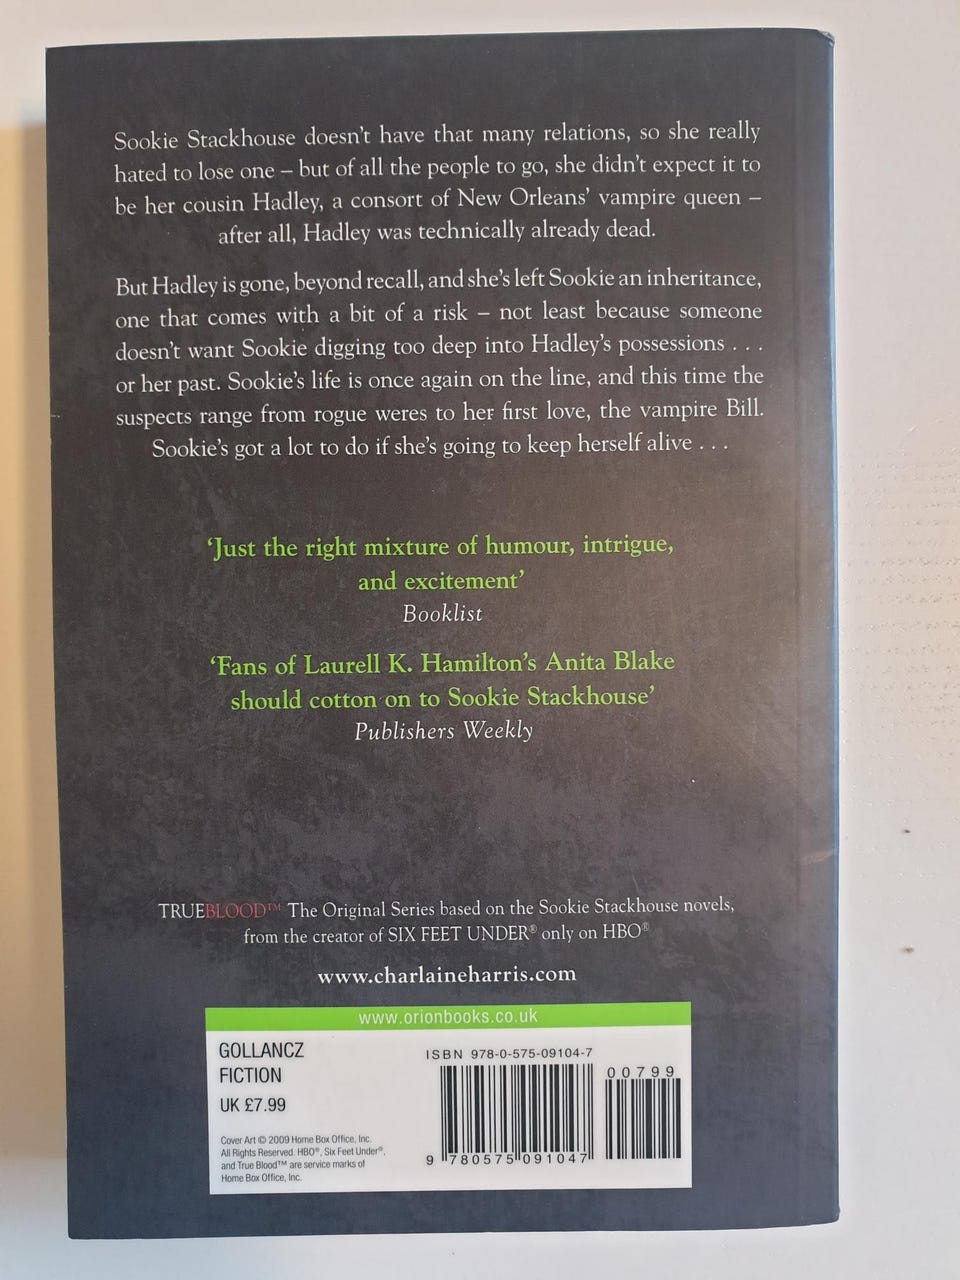 Sookie Stackhouse doesn't have that many relations, so she really
hated to lose one – but of all the people to go, she didn't expect it to
be her cousin Hadley, a consort of New Orleans' vampire queen –
after all, Hadley was technically already dead.
But Hadley is gone, beyond recall, and she's left Sookie an inheritance,
one that comes with a bit of a risk – not least because someone
doesn't want Sookie digging too deep into Hadley's possessions . . .
or her past. Sookie's life is once again on the line, and this time the
suspects range from rogue weres to her first love, the vampire Bill.
Sookie's got a lot to do if she's going to keep herself alive . . .
'Just the right mixture of humour, intrigue,
and excitement'
Booklist
'Fans of Laurell K. Hamilton's Anita Blake
should cotton on to Sookie Stackhouse'
Publishers Weekly
TRUEBLOOD™ The Original Series based on the Sookie Stackhouse novels,
from the creator of SIX FEET UNDER® only on HBO®
www.charlaineharris.com
www.orionbooks.co.uk
GOLLANCZ
FICTION
UK £7.99
Cover Art © 2009 Home Box Office, Inc.
All Rights Reserved. HBO®, Six Feet Under®,
and True Blood™ are service marks of
Home Box Office, Inc.
ISBN 978-0-575-09104-7
00799
9 780575 091047